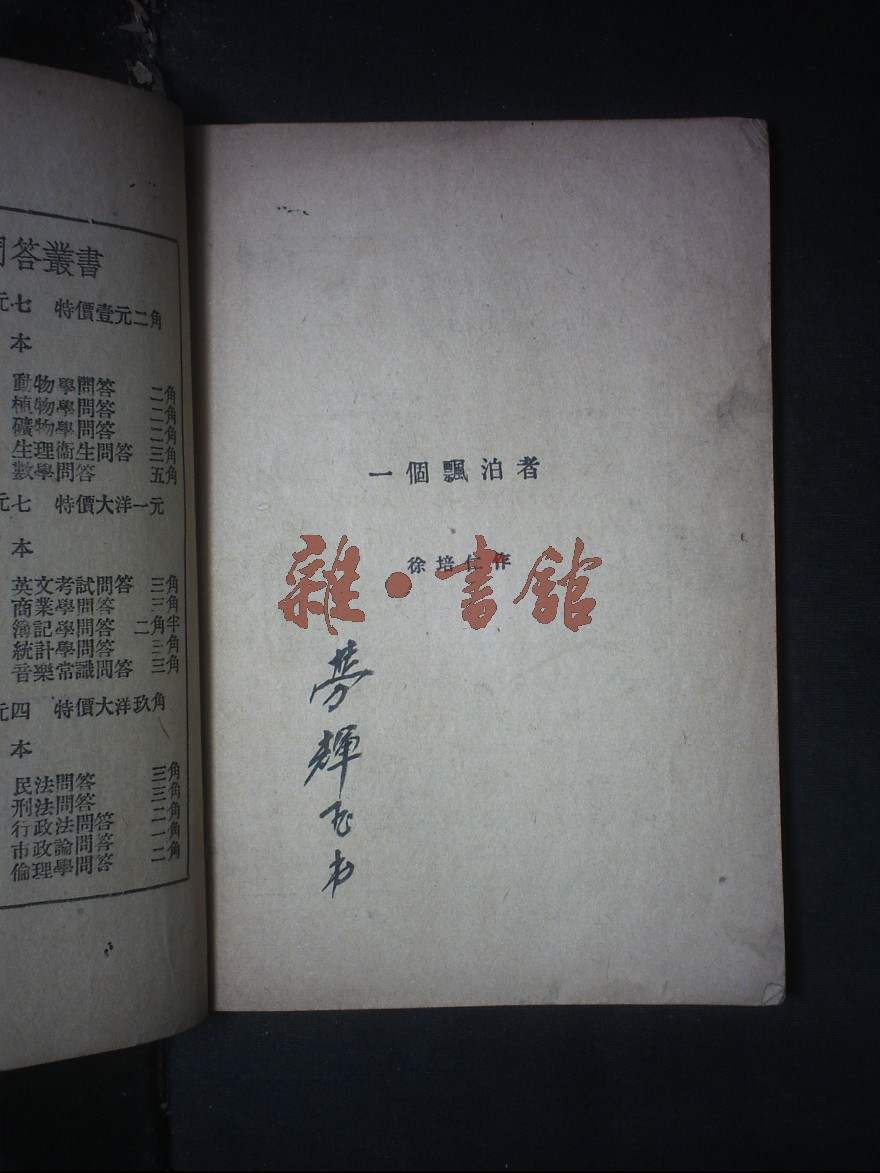 問答叢書
元七 特價壹元二角
本
動物學問答 二角
植物學問答 二角
礦物學問答 二角
生理衞生問答 三角
數學問答 五角
元七 特價大洋一元
本
英文考試問答 三角
商業學問答 三角
簿記學問答 二角半
統計學問答 三角
音樂常識問答 三角
元四 特價大洋玖角
本
民法問答 三角
刑法問答 三角
行政法問答 二角
市政論問答 一角
倫理學問答 二角
一個飄泊者
徐培仁作
雜·書館
輝